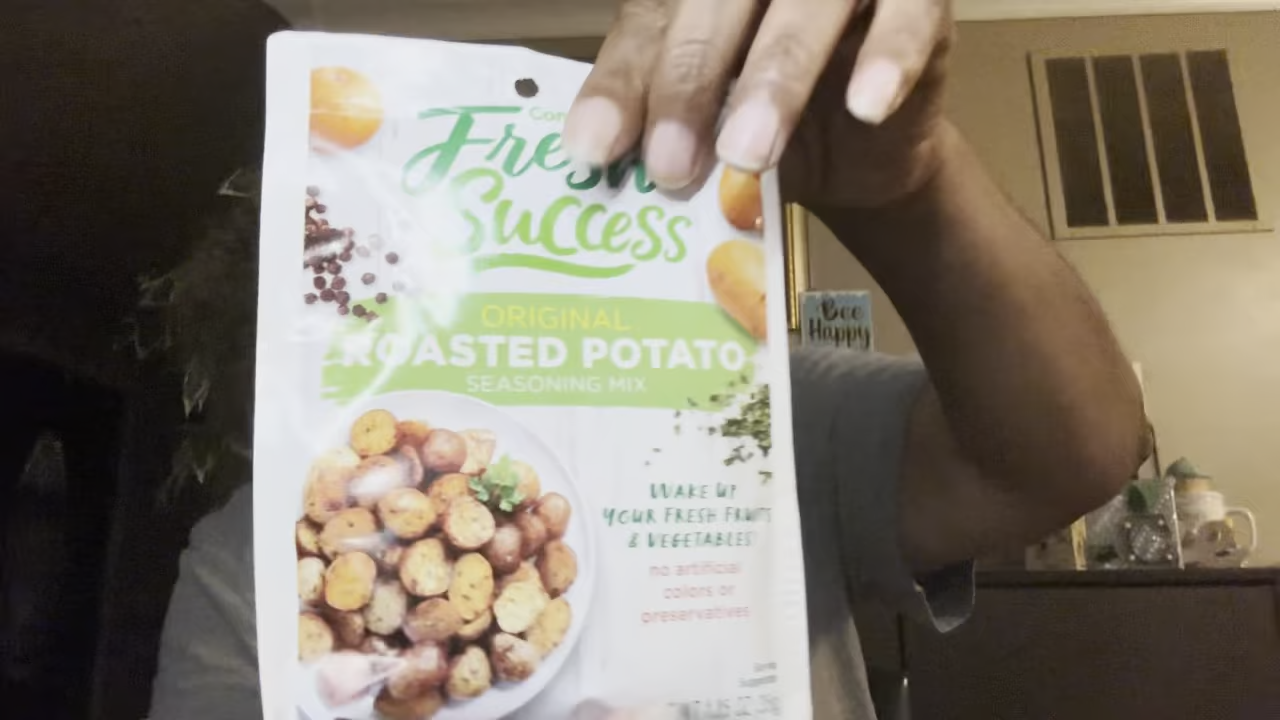 Fresh
Success
ORIGINAL
ROASTED POTATO
SEASONING MIX
WAKE UP
YOUR FRESH FRUITS
& VEGETABLES
no artificial
colors or
preservatives
Bee
Happy